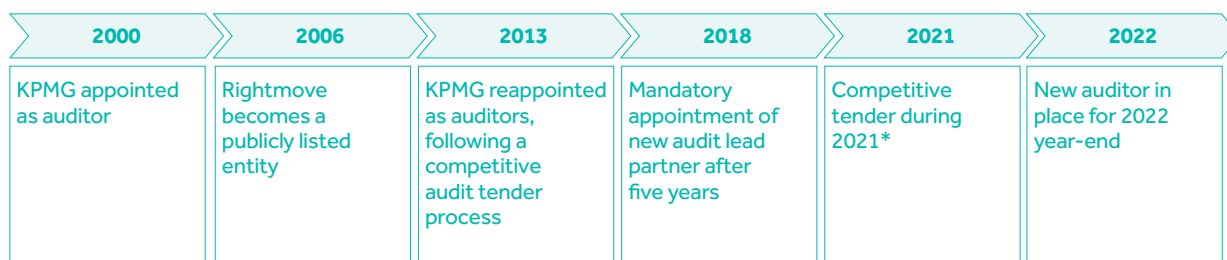 2000
2006
2013
2018
2021
2022
KPMG appointed
as auditor
Rightmove
becomes a
publicly listed
entity
KPMG reappointed
as auditors,
following a
competitive
audit tender
process
Mandatory
appointment of
new audit lead
partner after
five years
Competitive
tender during
2021*
New auditor in
place for 2022
year-end